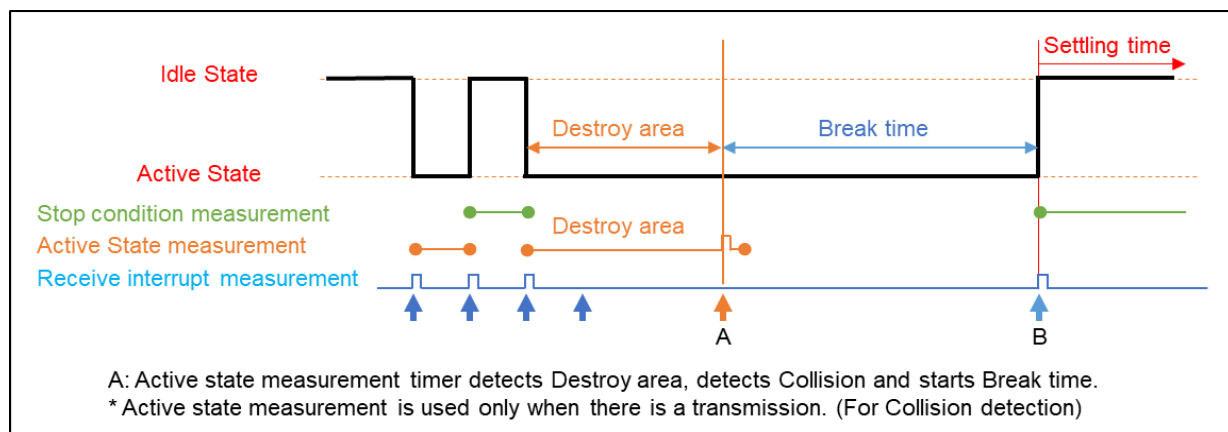 Settling time
Idle State
Destroy area
Break time
Active State
Stop condition measurement
Active State measurement
Destroy area
Receive interrupt measurement
A
B
A: Active state measurement timer detects Destroy area, detects Collision and starts Break time.
* Active state measurement is used only when there is a transmission. (For Collision detection)